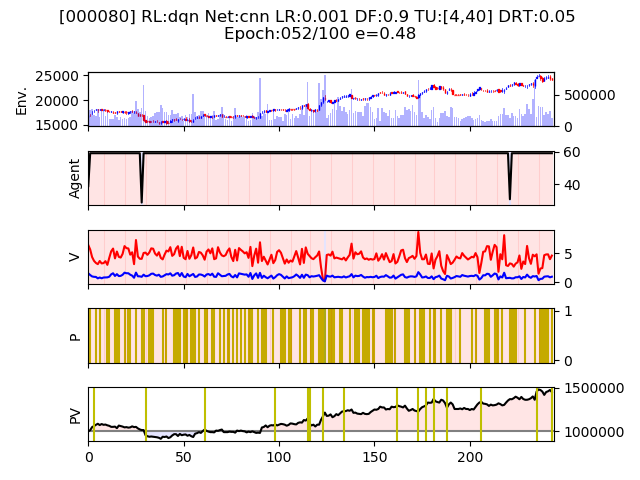 [000080] RL:dqn Net:cnn LR:0.001 DF:0.9 TU:[4,40] DRT:0.05
Epoch:052/100 e=0.48
Env.
25000
20000
15000
500000
0
Agent
60
40
V
5
0
P
1
0
PV
1500000
1000000
0
50
100
150
200